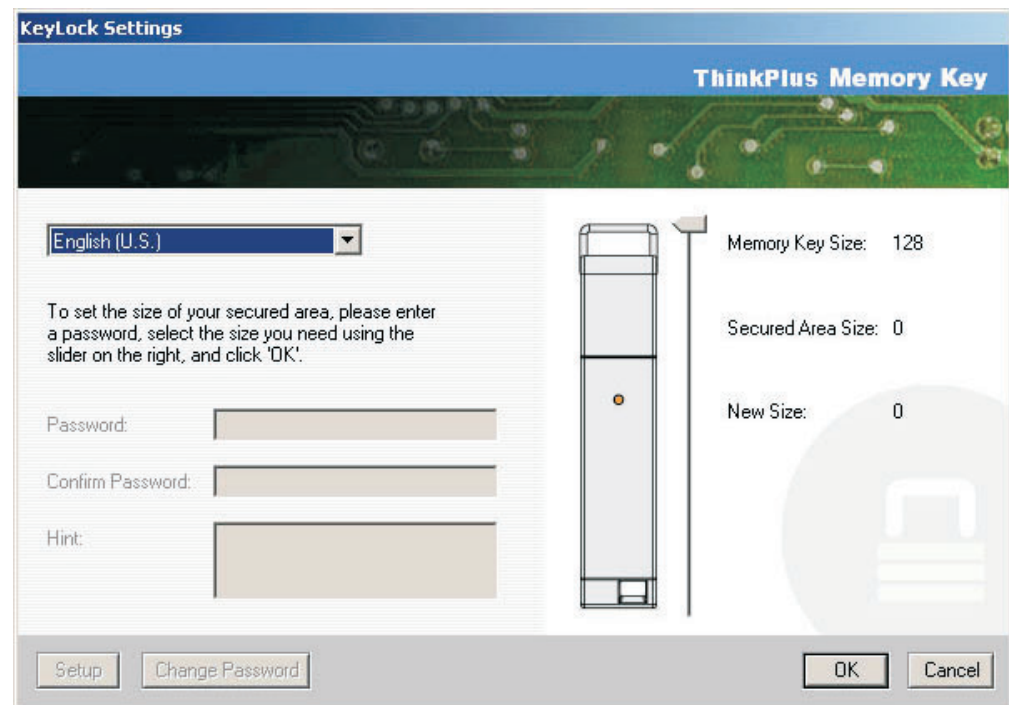 KeyLock Settings
ThinkPlus Memory Key
English (U.S.)
To set the size of your secured area, please enter
a password, select the size you need using the
slider on the right, and click 'OK'.
Password:
Confirm Password:
Hint:
Memory Key Size: 128
Secured Area Size: 0
New Size: 0
Setup
Change Password
OK
Cancel